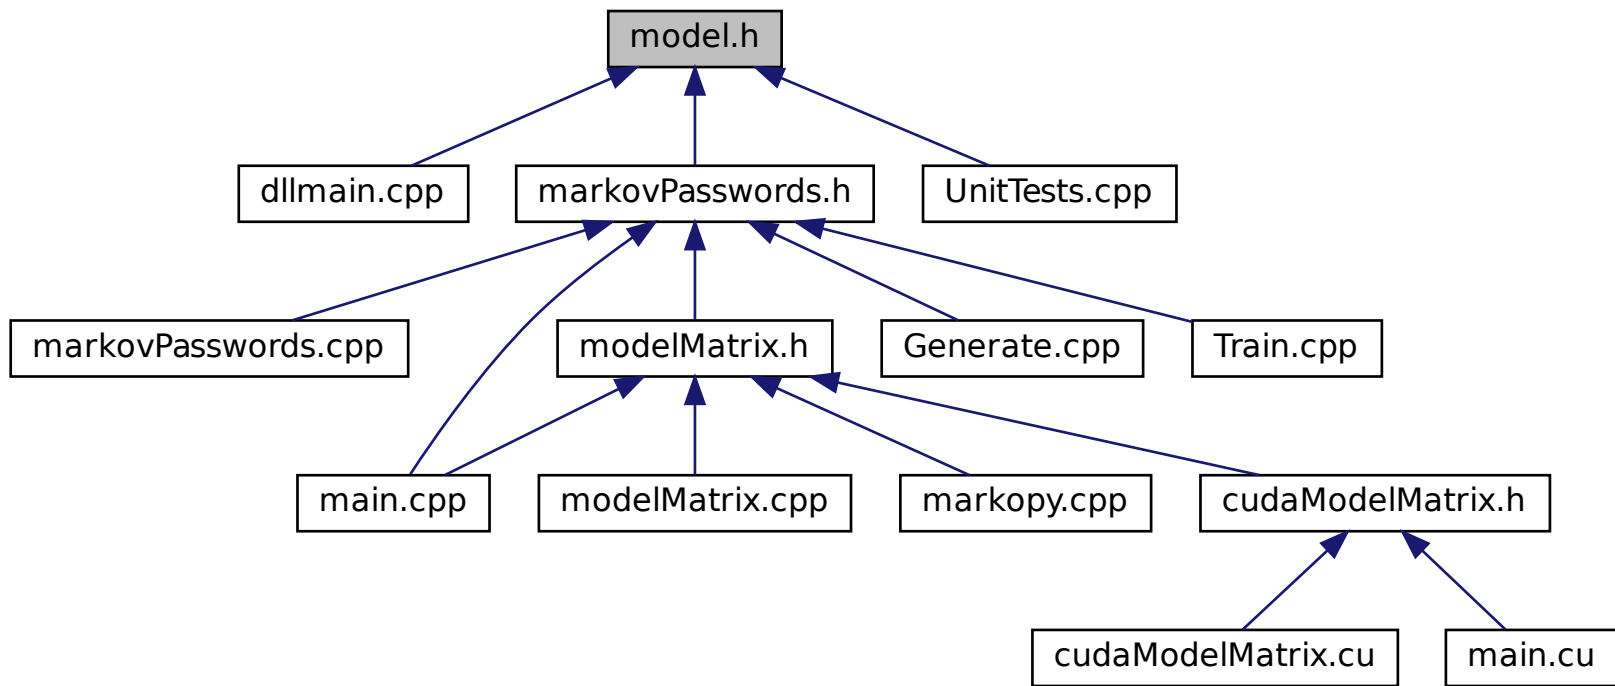 model.h
dllmain.cpp
markovPasswords.h
UnitTests.cpp
markovPasswords.cpp
modelMatrix.h
Generate.cpp
Train.cpp
main.cpp
modelMatrix.cpp
markopy.cpp
cudaModelMatrix.h
cudaModelMatrix.cu
main.cu